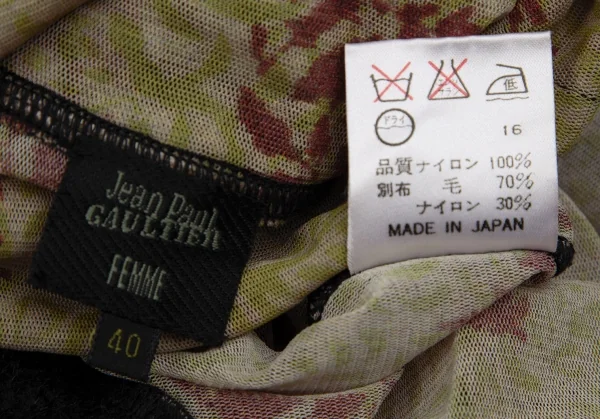 Jean Paul
GAULTIER
FEMME
40
低
ドライ
16
品質 ナイロン 100%
別布 毛 70%
ナイロン 30%
MADE IN JAPAN